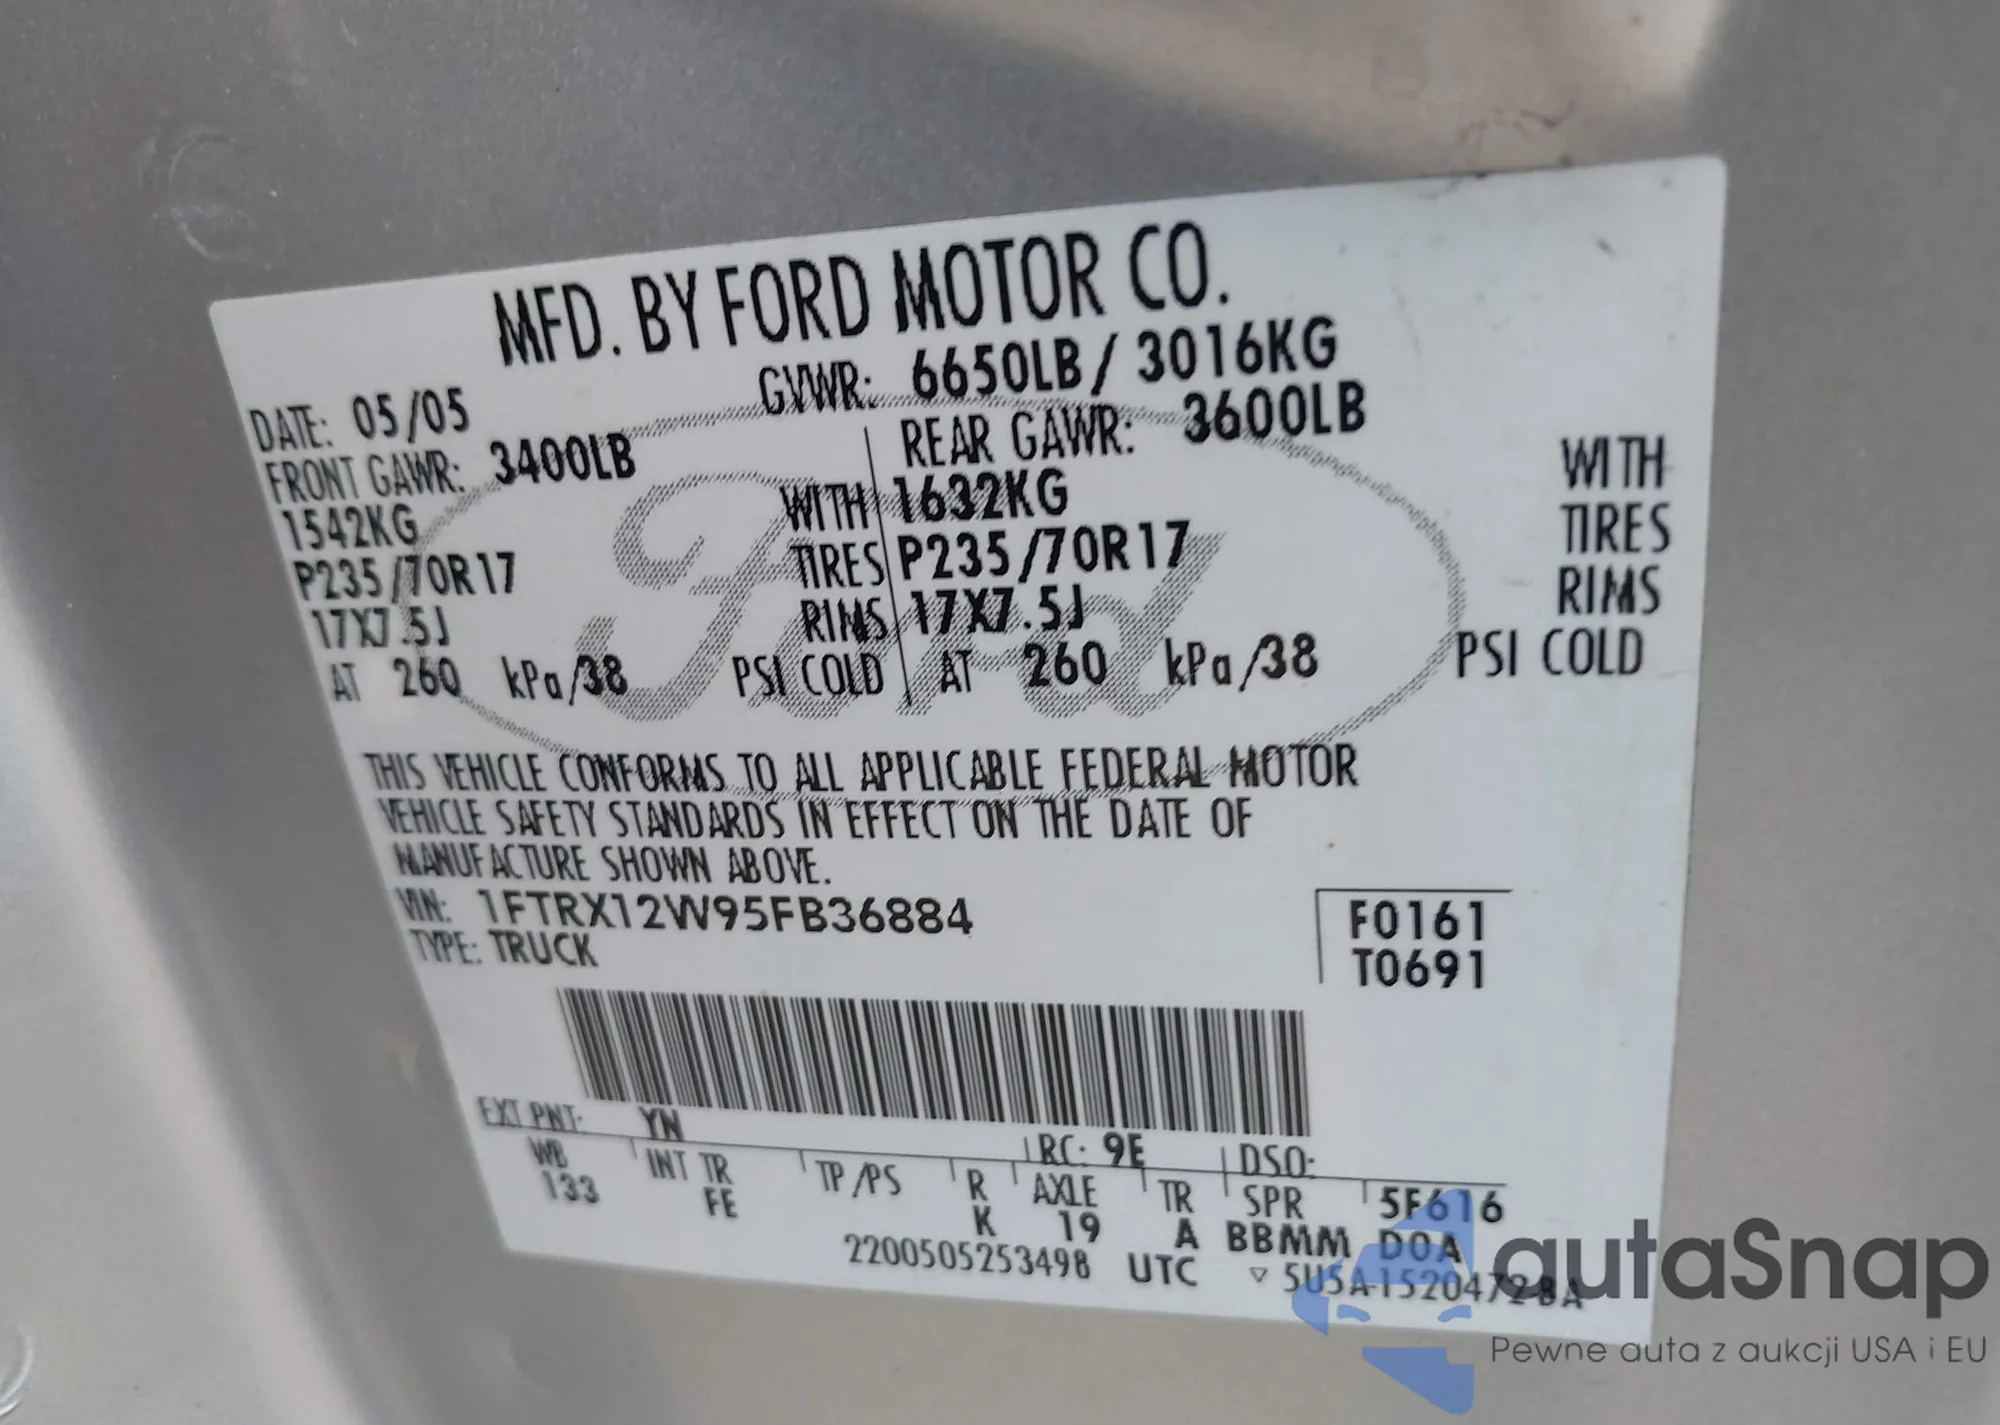 MFD. BY FORD MOTOR CO.
DATE: 05/05 GVWR: 6650LB / 3016KG
FRONT GAWR: 3400LB REAR GAWR: 3600LB
1542KG WITH 1632KG WITH
P235/70R17 TIRES P235/70R17 TIRES
17X7.5J RIMS 17X7.5J RIMS
AT 260 kPa/38 PSI COLD AT 260 kPa/38 PSI COLD
Ford
THIS VEHICLE CONFORMS TO ALL APPLICABLE FEDERAL MOTOR
VEHICLE SAFETY STANDARDS IN EFFECT ON THE DATE OF
MANUFACTURE SHOWN ABOVE.
VIN: 1FTRX12W95FB36884 F0161
TYPE: TRUCK T0691
EXT PNT: YN RC: 9E DSO:
WB INT TR TP/PS R AXLE TR SPR 5F616
133 FE K 19 A BBMM D0A
2200505253498 UTC ▽ 5U5A-1520472-BA
autaSnap
Pewne auta z aukcji USA i EU